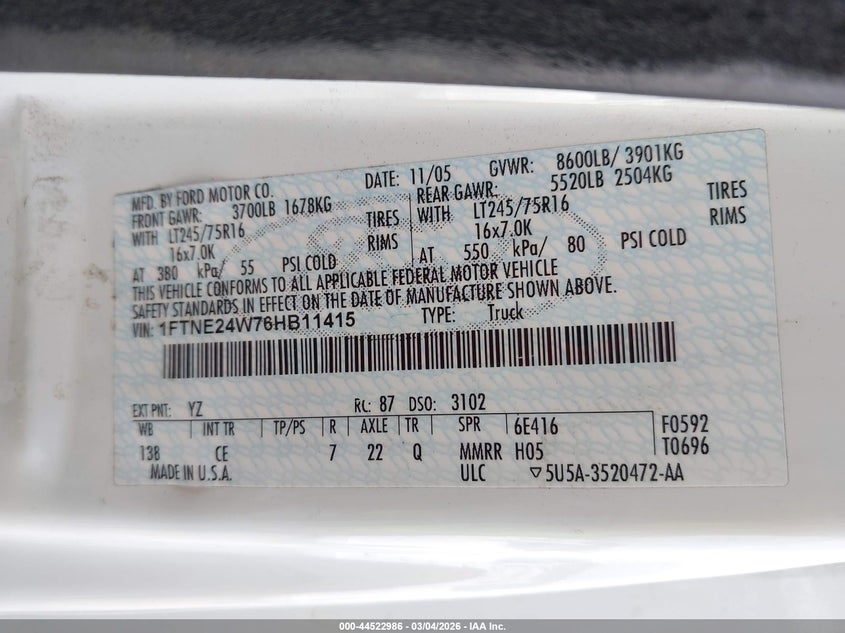 MFD. BY FORD MOTOR CO. DATE: 11/05 GVWR: 8600LB/ 3901KG
FRONT GAWR: 3700LB 1678KG REAR GAWR: 5520LB 2504KG
WITH LT245/75R16 TIRES WITH LT245/75R16 TIRES
16x7.0K RIMS 16x7.0K RIMS
AT 380 kPa/ 55 PSI COLD AT 550 kPa/ 80 PSI COLD
THIS VEHICLE CONFORMS TO ALL APPLICABLE FEDERAL MOTOR VEHICLE
SAFETY STANDARDS IN EFFECT ON THE DATE OF MANUFACTURE SHOWN ABOVE.
VIN: 1FTNE24W76HB11415 TYPE: Truck
EXT PNT: YZ RC: 87 DSO: 3102
WB INT TR TP/PS R AXLE TR SPR 6E416 F0592
138 CE 7 22 Q MMRR H05 T0696
MADE IN U.S.A. ULC ▽5U5A-3520472-AA
000-44522986 - 03/04/2026 - IAA Inc.